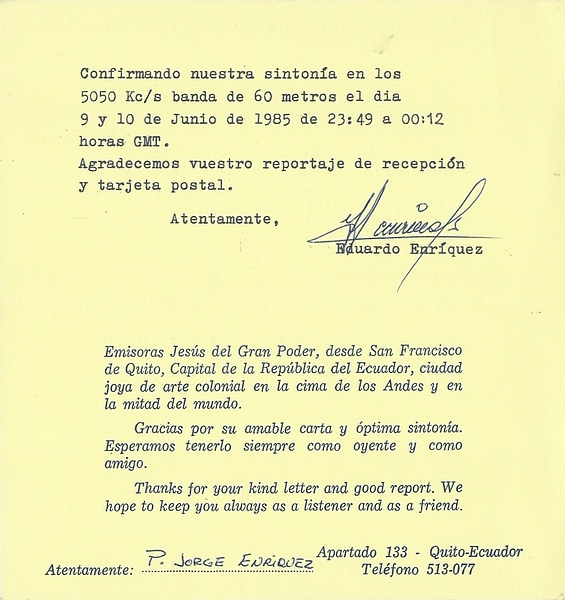 Confirmando nuestra sintonía en los
5050 Kc/s banda de 60 metros el dia
9 y 10 de Junio de 1985 de 23:49 a 00:12
horas GMT.
Agradecemos vuestro reportaje de recepción
y tarjeta postal.
Atentamente,
Eduardo Enríquez
Emisoras Jesús del Gran Poder, desde San Francisco
de Quito, Capital de la República del Ecuador, ciudad
joya de arte colonial en la cima de los Andes y en
la mitad del mundo.
Gracias por su amable carta y óptima sintonía.
Esperamos tenerlo siempre como oyente y como
amigo.
Thanks for your kind letter and good report. We
hope to keep you always as a listener and as a friend.
Atentamente: P. JORGE ENRIQUEZ
Apartado 133 - Quito-Ecuador
Teléfono 513-077